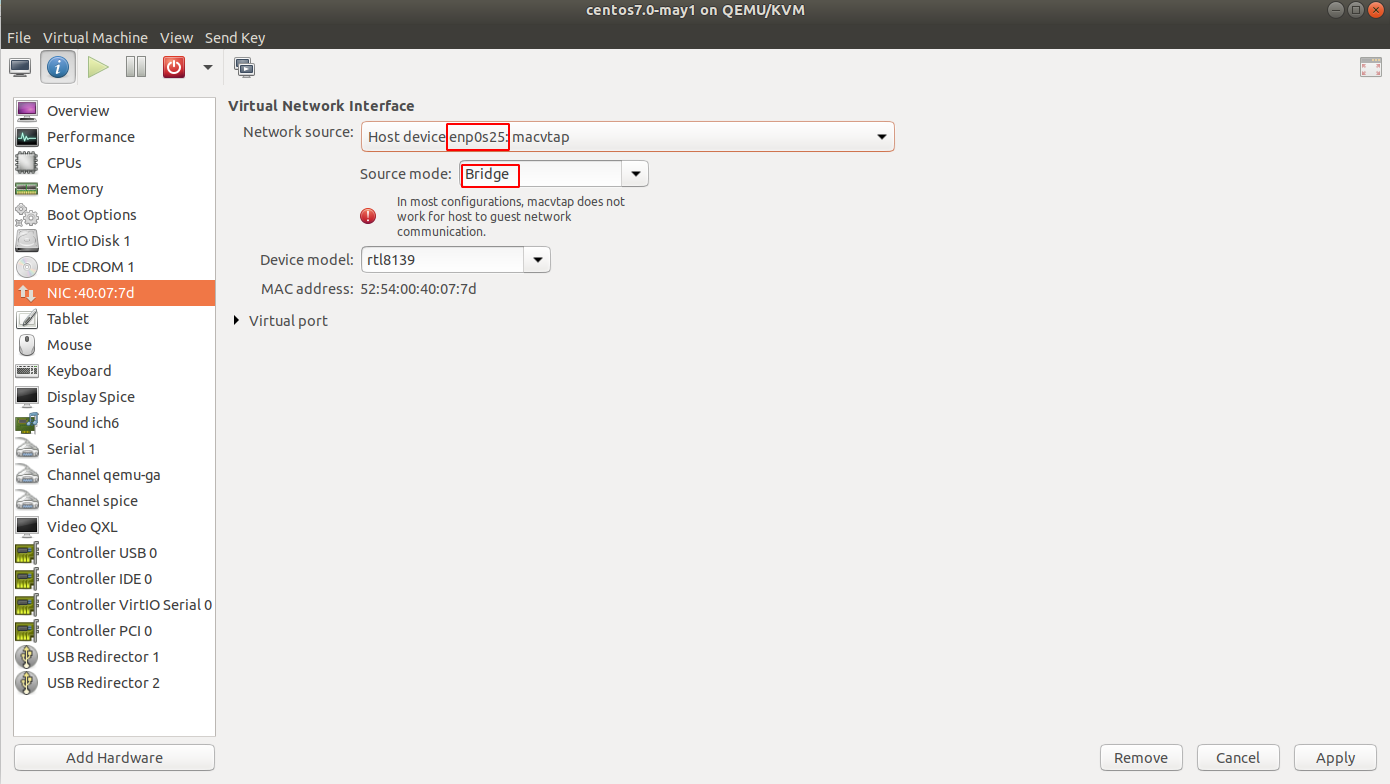 centos7.0-may1 on QEMU/KVM
File Virtual Machine View Send Key
Overview
Performance
CPUs
Memory
Boot Options
VirtIO Disk 1
IDE CDROM 1
NIC :40:07:7d
Tablet
Mouse
Keyboard
Display Spice
Sound ich6
Serial 1
Channel qemu-ga
Channel spice
Video QXL
Controller USB 0
Controller IDE 0
Controller VirtIO Serial 0
Controller PCI 0
USB Redirector 1
USB Redirector 2
Add Hardware
Virtual Network Interface
Network source: Host device enp0s25: macvtap
Source mode: Bridge
In most configurations, macvtap does not
work for host to guest network
communication.
Device model: rtl8139
MAC address: 52:54:00:40:07:7d
Virtual port
Remove Cancel Apply